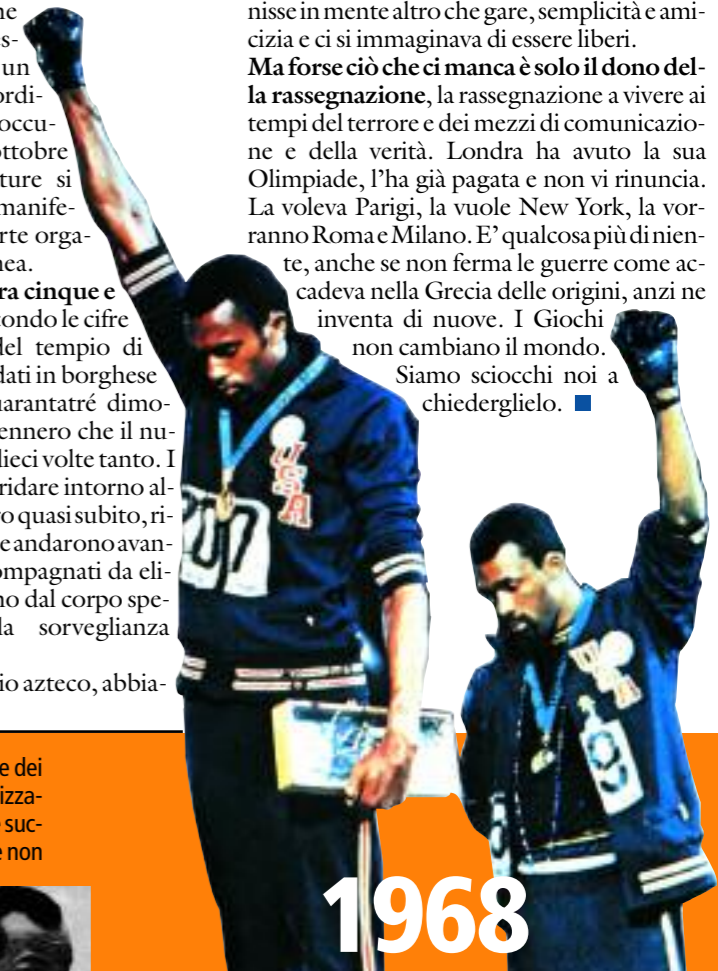 ne
es-
un
ordi-
occu-
ottobre
ture si
manife-
rte orga-
nea.
ra cinque e
condo le cifre
del tempio di
dati in borghese
uarantatré dimo-
ennero che il nu-
dieci volte tanto. I
ridare intorno al-
ro quasi subito, ri-
e andarono avan-
ompagnati da eli-
no dal corpo spe-
la sorveglianza
io azteco, abbia-
nisse in mente altro che gare, semplicità e ami-
cizia e ci si immaginava di essere liberi.
Ma forse ciò che ci manca è solo il dono del-
la rassegnazione, la rassegnazione a vivere ai
tempi del terrore e dei mezzi di comunicazio-
ne e della verità. Londra ha avuto la sua
Olimpiade, l'ha già pagata e non vi rinuncia.
La voleva Parigi, la vuole New York, la vor-
ranno Roma e Milano. E' qualcosa più di nien-
te, anche se non ferma le guerre come ac-
cadeva nella Grecia delle origini, anzi ne
inventa di nuove. I Giochi
non cambiano il mondo.
Siamo sciocchi noi a
chiederglielo.
USA
USA
e dei
izza-
suc-
e non
1968